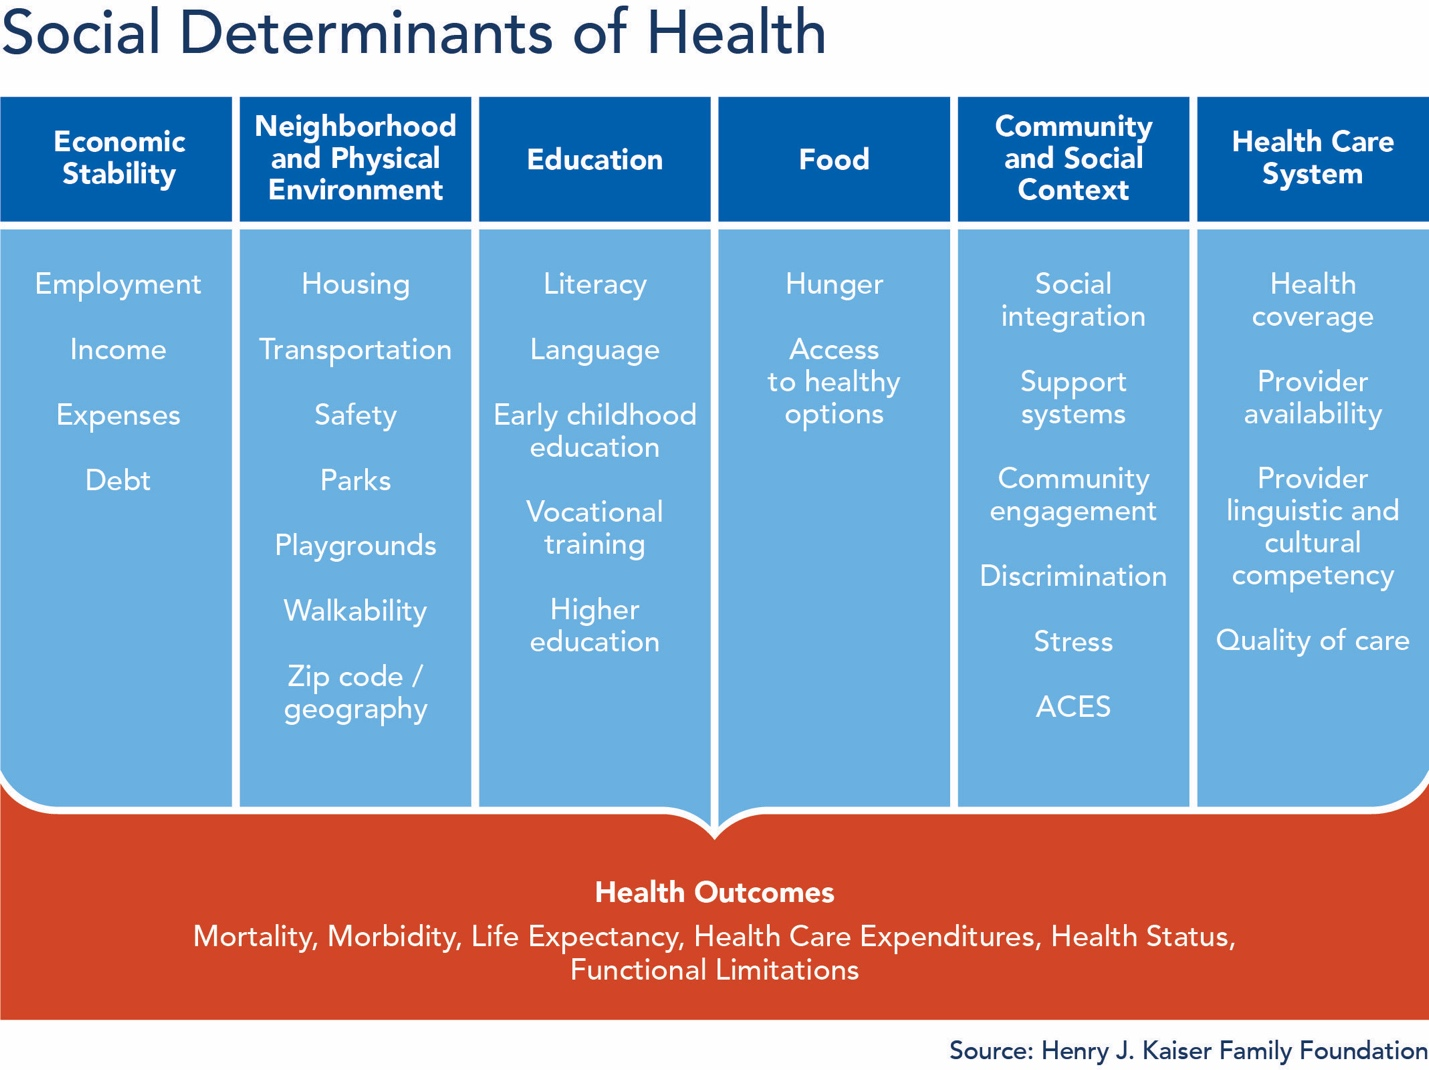 Social Determinants of Health
Economic
Stability
Neighborhood
and Physical
Environment
Education
Food
Community
and Social
Context
Health Care
System
Employment
Income
Expenses
Debt
Housing
Transportation
Safety
Parks
Playgrounds
Walkability
Zip code /
geography
Literacy
Language
Early childhood
education
Vocational
training
Higher
education
Hunger
Access
to healthy
options
Social
integration
Support
systems
Community
engagement
Discrimination
Stress
ACES
Health
coverage
Provider
availability
Provider
linguistic and
cultural
competency
Quality of care
Health Outcomes
Mortality, Morbidity, Life Expectancy, Health Care Expenditures, Health Status,
Functional Limitations
Source: Henry J. Kaiser Family Foundation